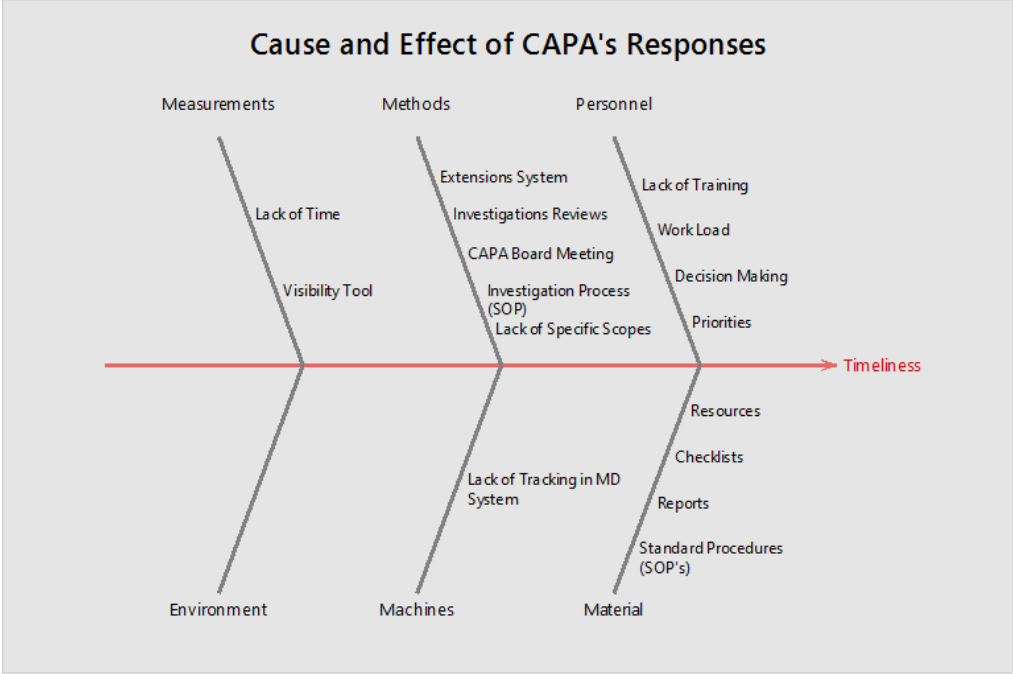 Cause and Effect of CAPA's Responses
Measurements
Methods
Personnel
Lack of Time
Visibility Tool
Extensions System
Investigations Reviews
CAPA Board Meeting
Investigation Process
(SOP)
Lack of Specific Scopes
Lack of Training
Work Load
Decision Making
Priorities
Timeliness
Lack of Tracking in MD
System
Resources
Checklists
Reports
Standard Procedures
(SOP's)
Environment
Machines
Material